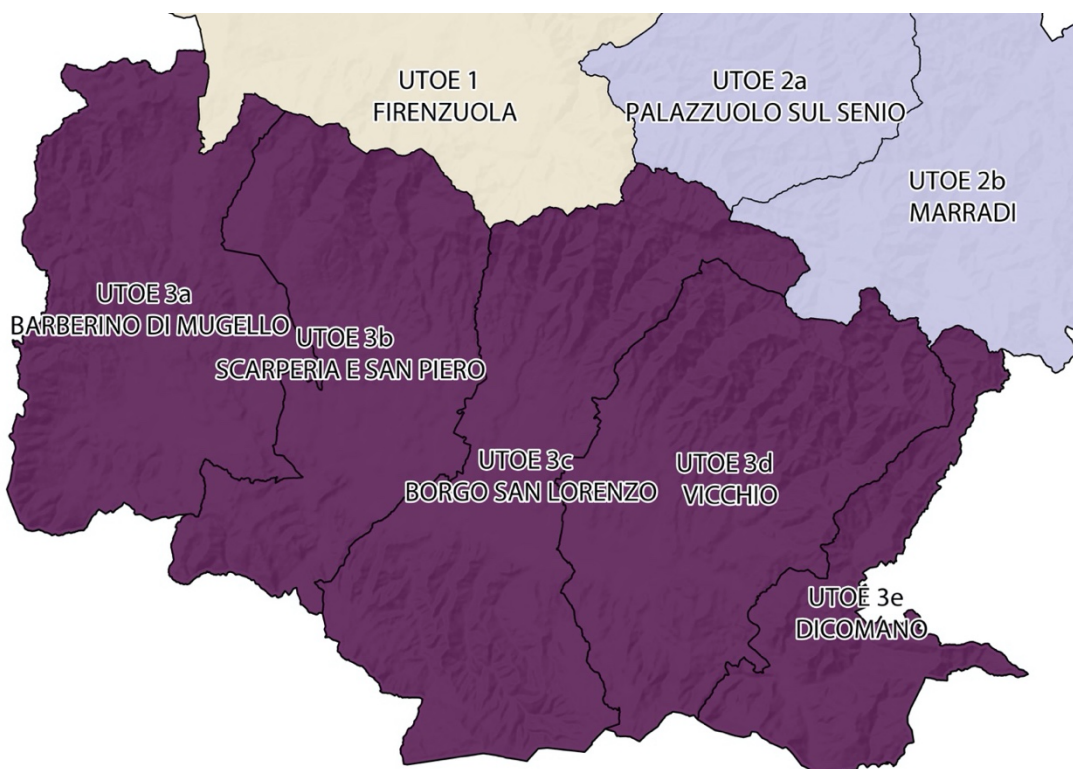 UTOE 1
FIRENZUOLA
UTOE 2a
PALAZZUOLO SUL SENIO
UTOE 2b
MARRADI
UTOE 3a
BARBERINO DI MUGELLO
UTOE 3b
SCARPERIA E SAN PIERO
UTOE 3c
BORGO SAN LORENZO
UTOE 3d
VICCHIO
UTOE 3e
DICOMANO